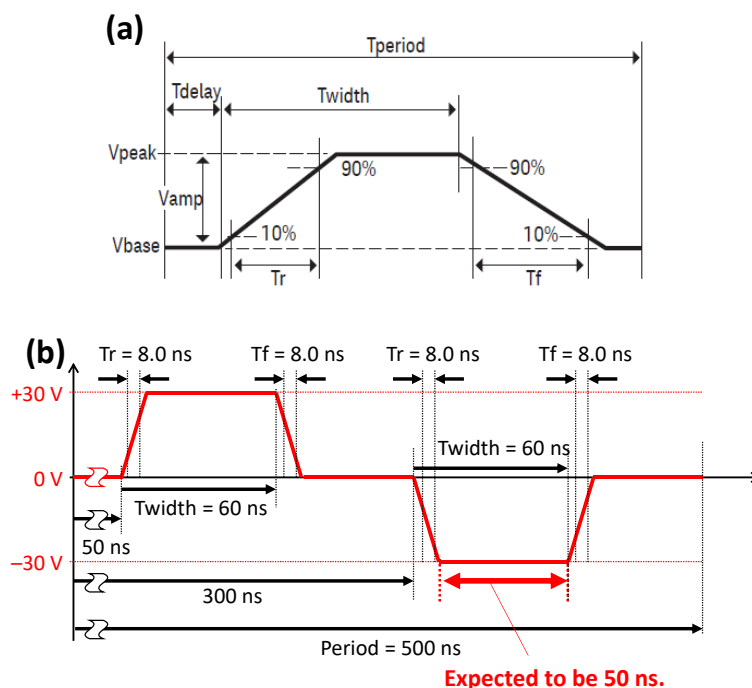 (a)
Tperiod
Tdelay
Twidth
Vpeak
90%
90%
Vamp
10%
10%
Vbase
Tr
Tf
(b)
Tr = 8.0 ns
Tf = 8.0 ns
Tr = 8.0 ns
Tf = 8.0 ns
+30 V
Twidth = 60 ns
0 V
Twidth = 60 ns
50 ns
−30 V
300 ns
Period = 500 ns
Expected to be 50 ns.